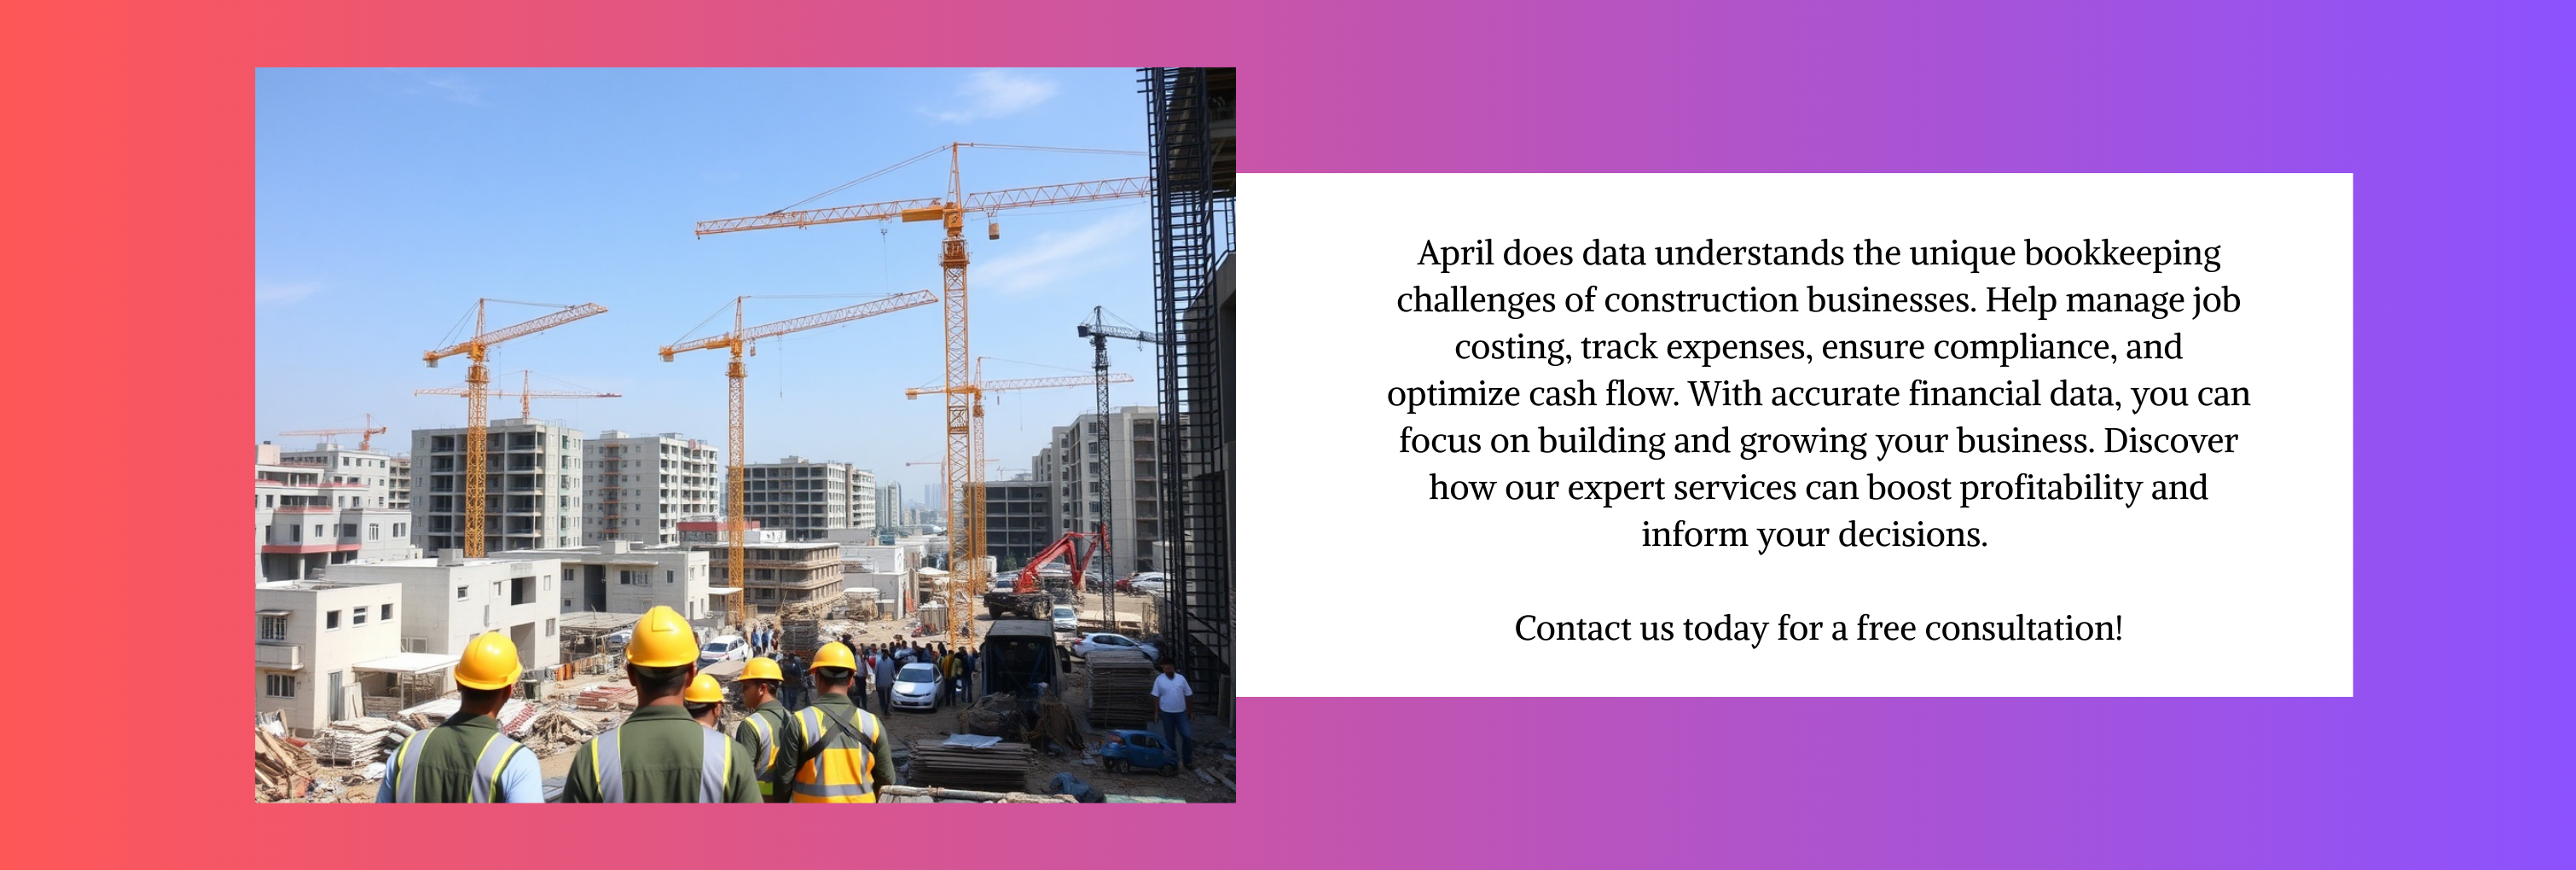 April does data understands the unique bookkeeping
challenges of construction businesses. Help manage job
costing, track expenses, ensure compliance, and
optimize cash flow. With accurate financial data, you can
focus on building and growing your business. Discover
how our expert services can boost profitability and
inform your decisions.
Contact us today for a free consultation!